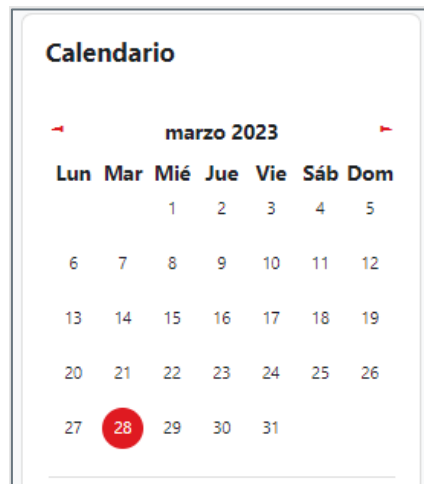 Calendario
marzo 2023
Lun Mar Mié Jue Vie Sáb Dom
1 2 3 4 5
6 7 8 9 10 11 12
13 14 15 16 17 18 19
20 21 22 23 24 25 26
27 28 29 30 31